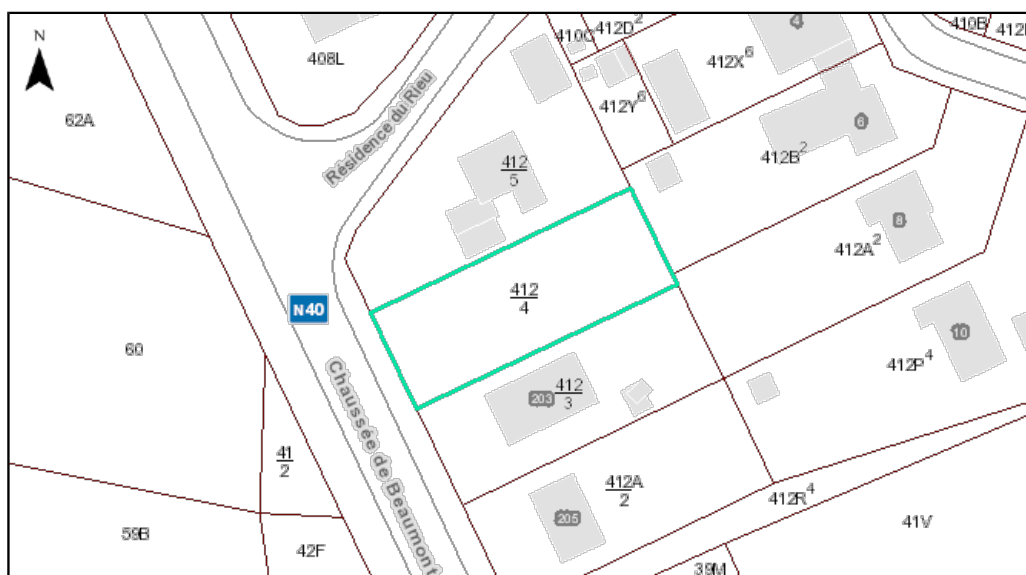 N
408L
62A
Résidence du Rieu
410C
412D²
4
412X⁶
410B
412Y⁶
412B²
6
412
5
412A²
8
412
4
N40
60
412P⁴
10
Chaussée de Beaumont
203
412
3
41
2
412A
2
205
412R⁴
41V
59B
42F
39M